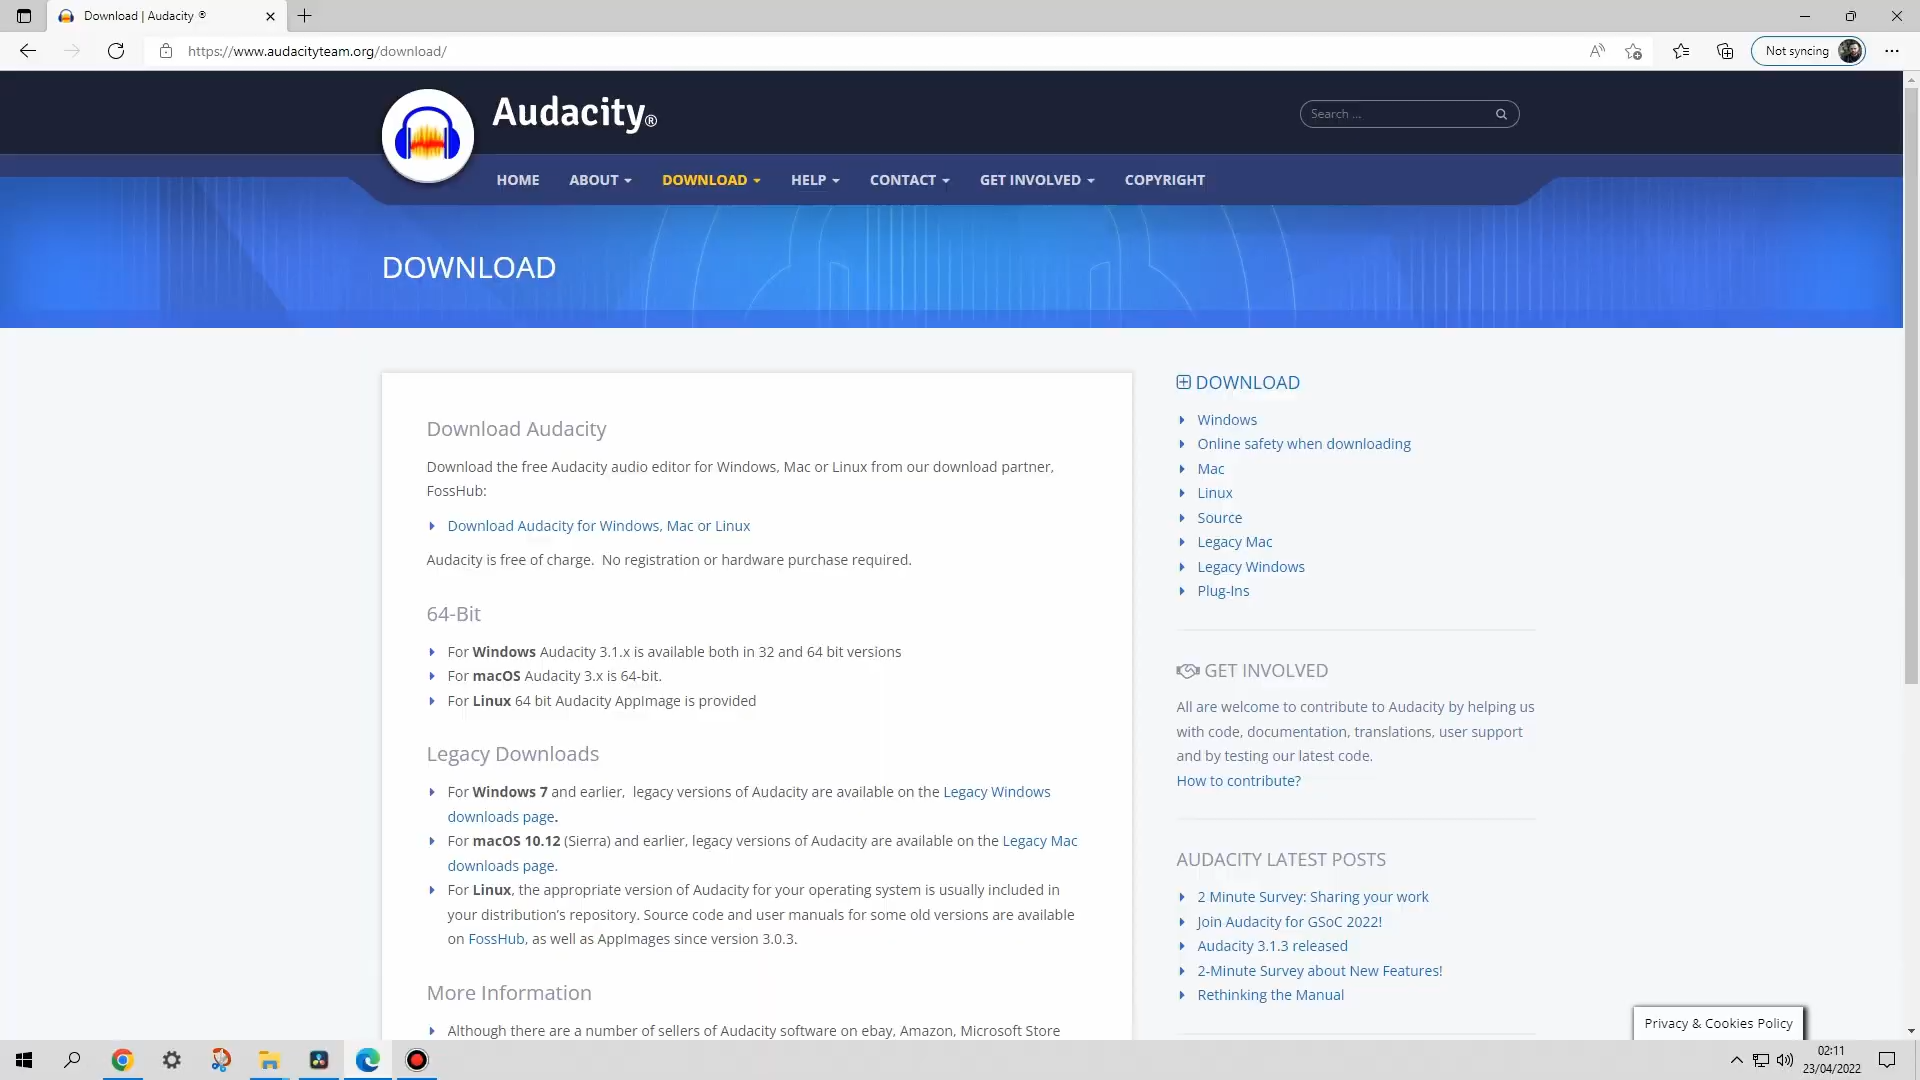 Download | Audacity ®
https://www.audacityteam.org/download/
Not syncing
Audacity®
Search ...
HOME ABOUT DOWNLOAD HELP CONTACT GET INVOLVED COPYRIGHT
DOWNLOAD
Download Audacity
Download the free Audacity audio editor for Windows, Mac or Linux from our download partner,
FossHub:
Download Audacity for Windows, Mac or Linux
Audacity is free of charge.  No registration or hardware purchase required.
64-Bit
For Windows Audacity 3.1.x is available both in 32 and 64 bit versions
For macOS Audacity 3.x is 64-bit.
For Linux 64 bit Audacity AppImage is provided
Legacy Downloads
For Windows 7 and earlier,  legacy versions of Audacity are available on the Legacy Windows
downloads page.
For macOS 10.12 (Sierra) and earlier, legacy versions of Audacity are available on the Legacy Mac
downloads page.
For Linux, the appropriate version of Audacity for your operating system is usually included in
your distribution's repository. Source code and user manuals for some old versions are available
on FossHub, as well as AppImages since version 3.0.3.
More Information
Although there are a number of sellers of Audacity software on ebay, Amazon, Microsoft Store
DOWNLOAD
Windows
Online safety when downloading
Mac
Linux
Source
Legacy Mac
Legacy Windows
Plug-Ins
GET INVOLVED
All are welcome to contribute to Audacity by helping us
with code, documentation, translations, user support
and by testing our latest code.
How to contribute?
AUDACITY LATEST POSTS
2 Minute Survey: Sharing your work
Join Audacity for GSoC 2022!
Audacity 3.1.3 released
2-Minute Survey about New Features!
Rethinking the Manual
Privacy & Cookies Policy
02:11
23/04/2022